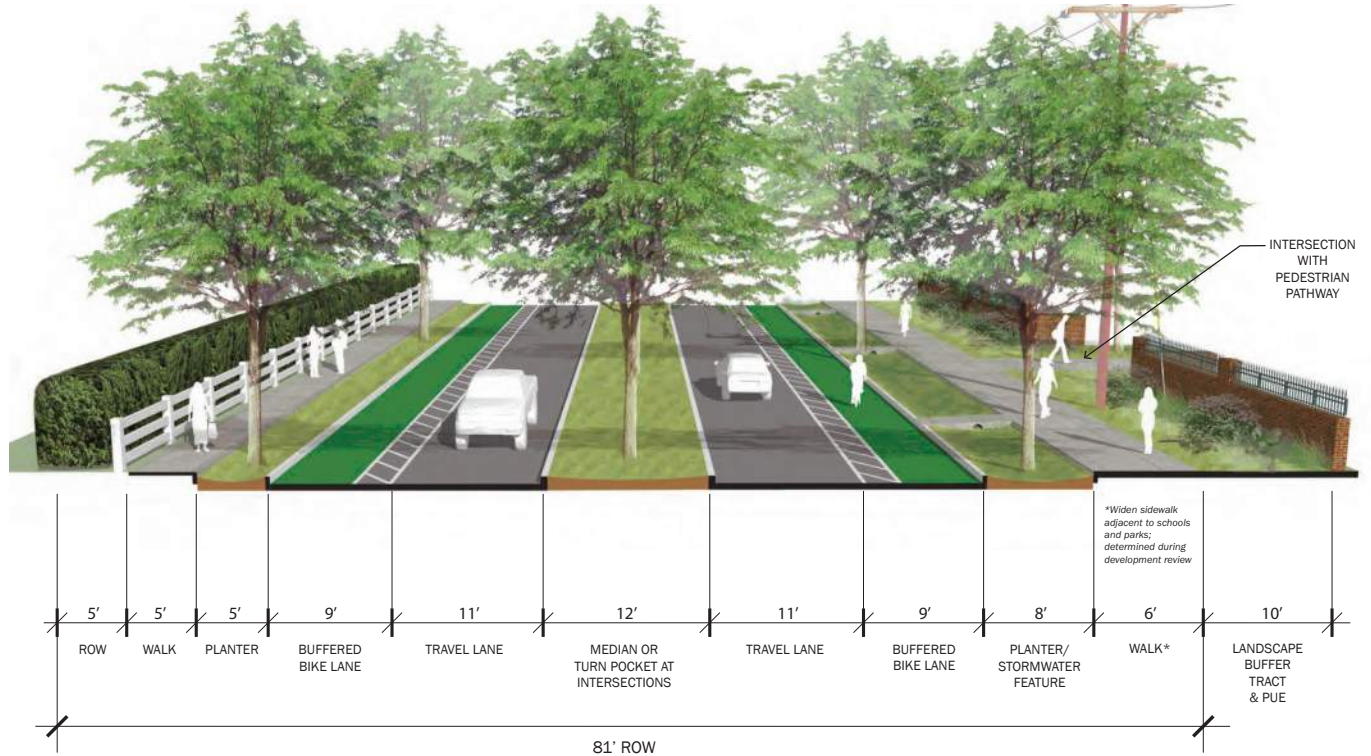 INTERSECTION
WITH
PEDESTRIAN
PATHWAY
*Widen sidewalk
adjacent to schools
and parks;
determined during
development review
5’ 5’ 5’ 9’ 11’ 12’ 11’ 9’ 8’ 6’ 10’
ROW
WALK
PLANTER
BUFFERED
BIKE LANE
TRAVEL LANE
MEDIAN OR
TURN POCKET AT
INTERSECTIONS
TRAVEL LANE
BUFFERED
BIKE LANE
PLANTER/
STORMWATER
FEATURE
WALK*
LANDSCAPE
BUFFER
TRACT
& PUE
81’ ROW